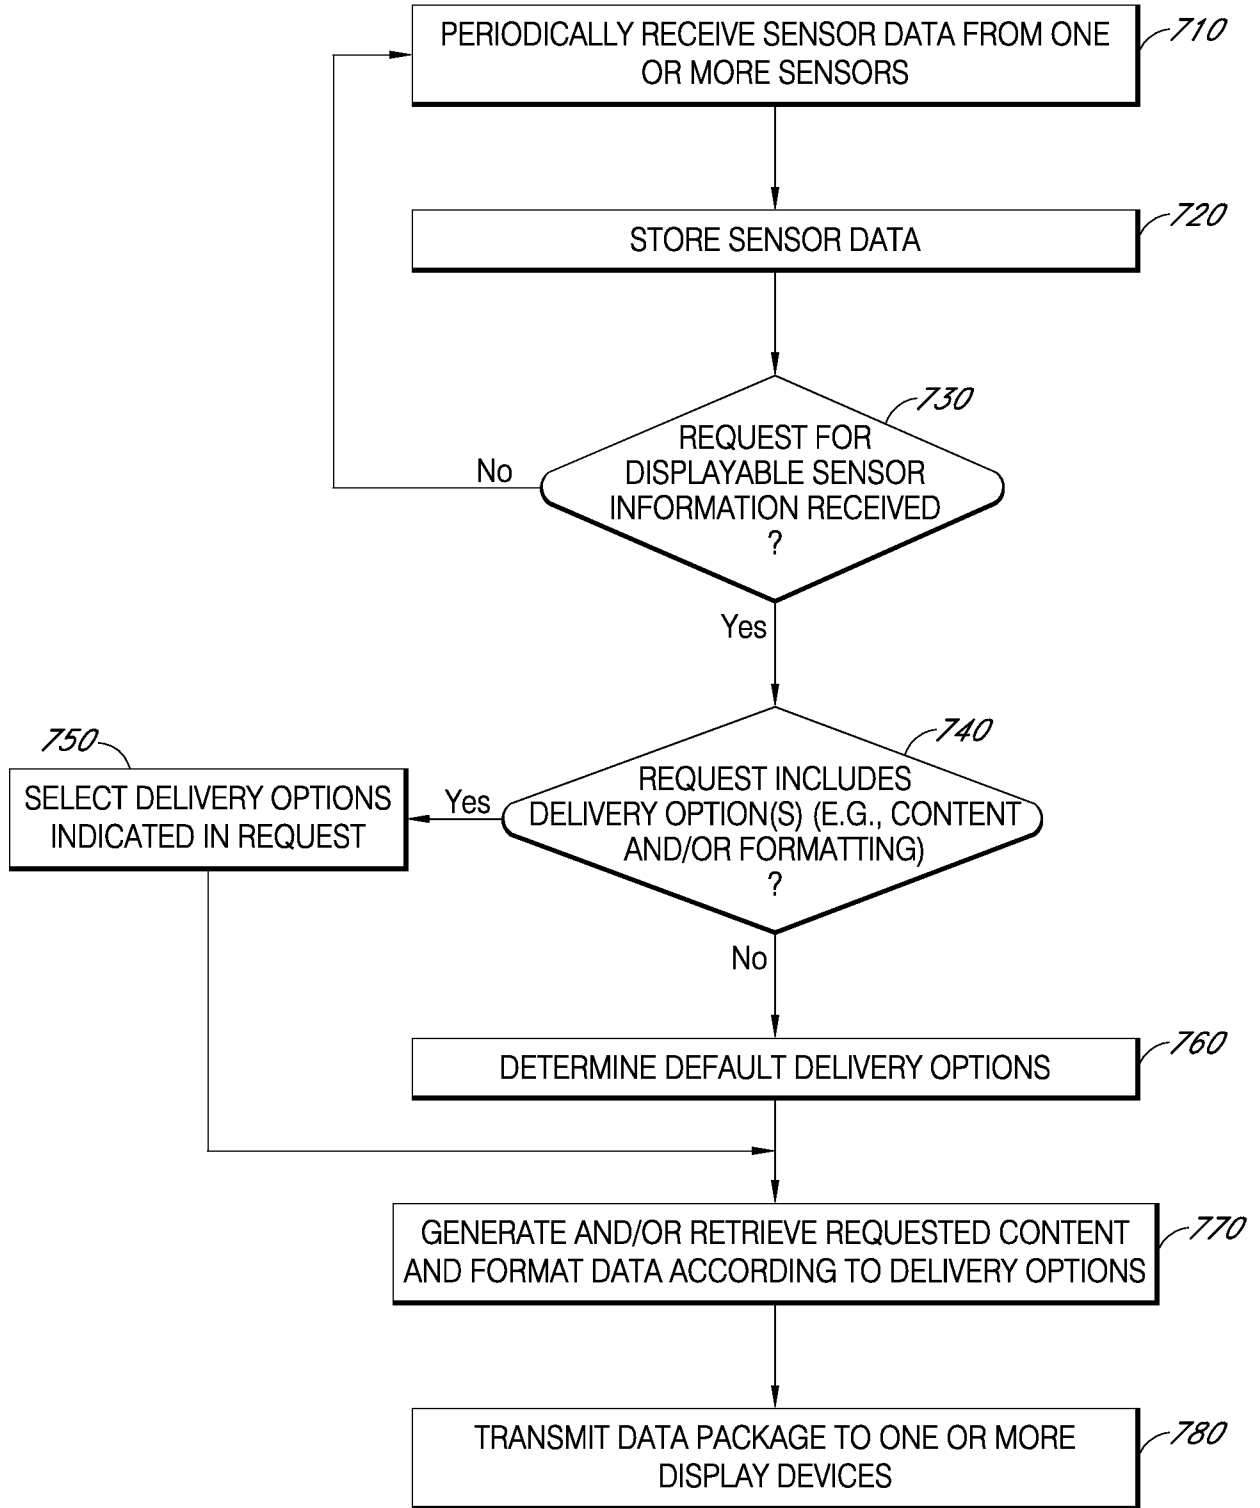 PERIODICALLY RECEIVE SENSOR DATA FROM ONE
OR MORE SENSORS
710
STORE SENSOR DATA
720
730
REQUEST FOR
DISPLAYABLE SENSOR
INFORMATION RECEIVED
?
No
Yes
740
REQUEST INCLUDES
DELIVERY OPTION(S) (E.G., CONTENT
AND/OR FORMATTING)
?
Yes
750
SELECT DELIVERY OPTIONS
INDICATED IN REQUEST
No
DETERMINE DEFAULT DELIVERY OPTIONS
760
GENERATE AND/OR RETRIEVE REQUESTED CONTENT
AND FORMAT DATA ACCORDING TO DELIVERY OPTIONS
770
TRANSMIT DATA PACKAGE TO ONE OR MORE
DISPLAY DEVICES
780